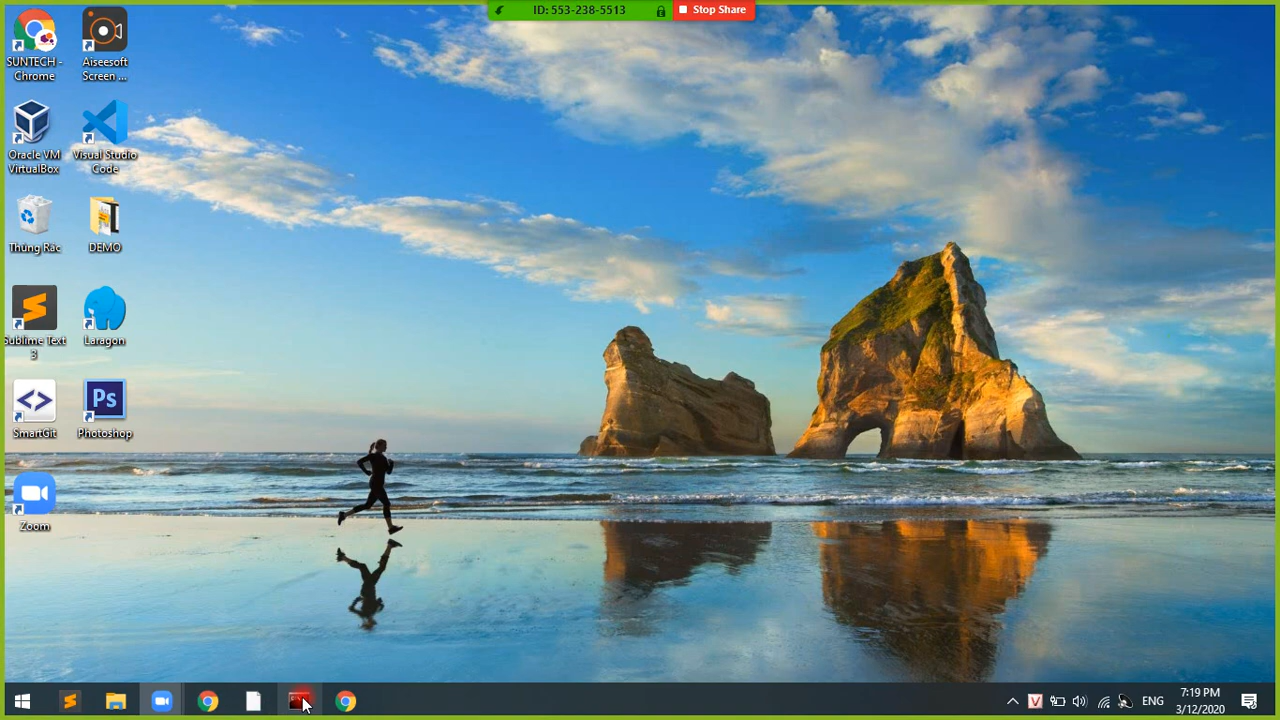 ID: 553-238-5513
Stop Share
SUNTECH -
Chrome
Aiseesoft
Screen ...
Oracle VM
VirtualBox
Visual Studio
Code
Thùng Rác
DEMO
Sublime Text
3
Laragon
SmartGit
Ps
Photoshop
Zoom
V
ENG
7:19 PM
3/12/2020